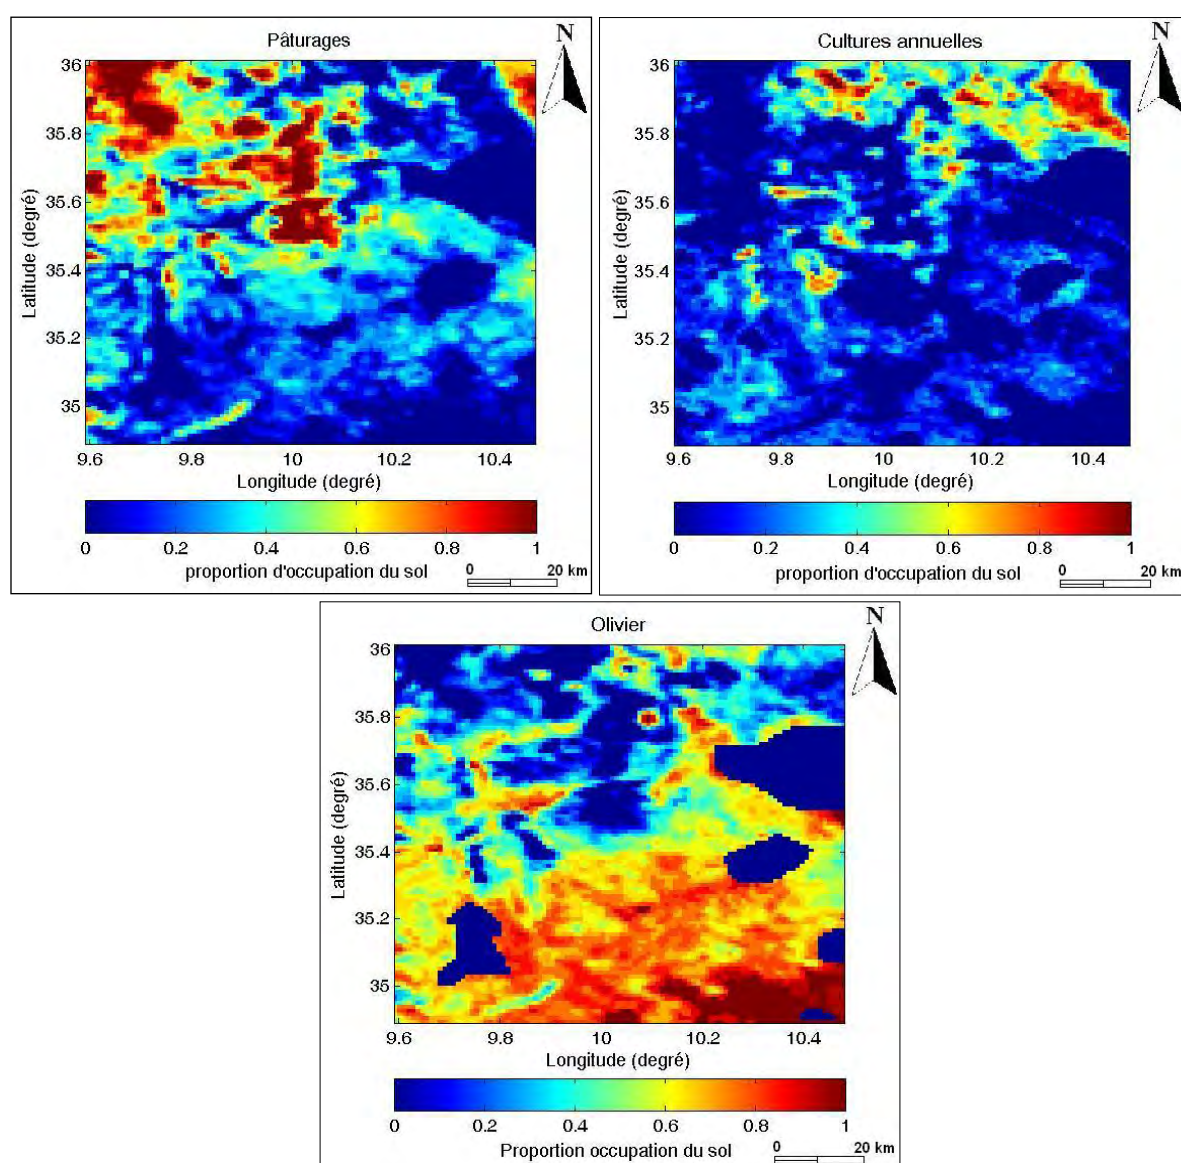 Pâturages
N
36
35.8
35.6
35.4
35.2
35
Latitude (degré)
9.6 9.8 10 10.2 10.4
Longitude (degré)
0 0.2 0.4 0.6 0.8 1
proportion d'occupation du sol
0 20 km
Cultures annuelles
N
36
35.8
35.6
35.4
35.2
35
Latitude (degré)
9.6 9.8 10 10.2 10.4
Longitude (degré)
0 0.2 0.4 0.6 0.8 1
proportion d'occupation du sol
0 20 km
Olivier
N
36
35.8
35.6
35.4
35.2
35
Latitude (degré)
9.6 9.8 10 10.2 10.4
Longitude (degré)
0 0.2 0.4 0.6 0.8 1
Proportion occupation du sol
0 20 km